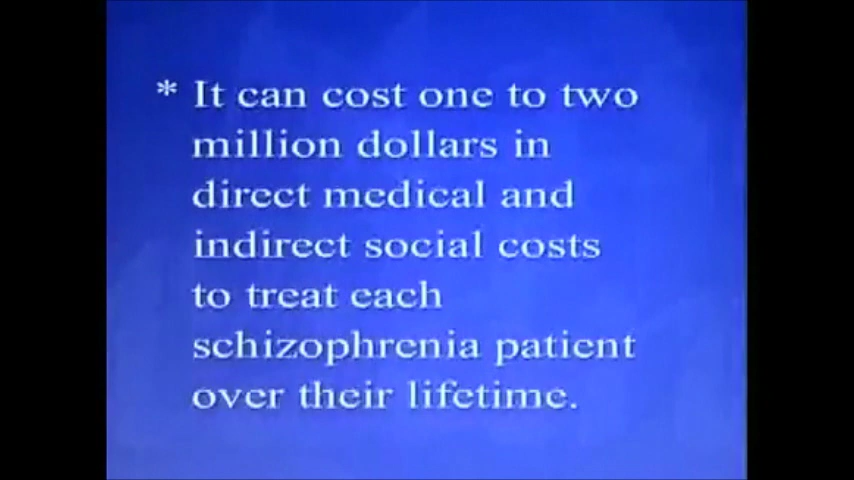 * It can cost one to two
million dollars in
direct medical and
indirect social costs
to treat each
schizophrenia patient
over their lifetime.